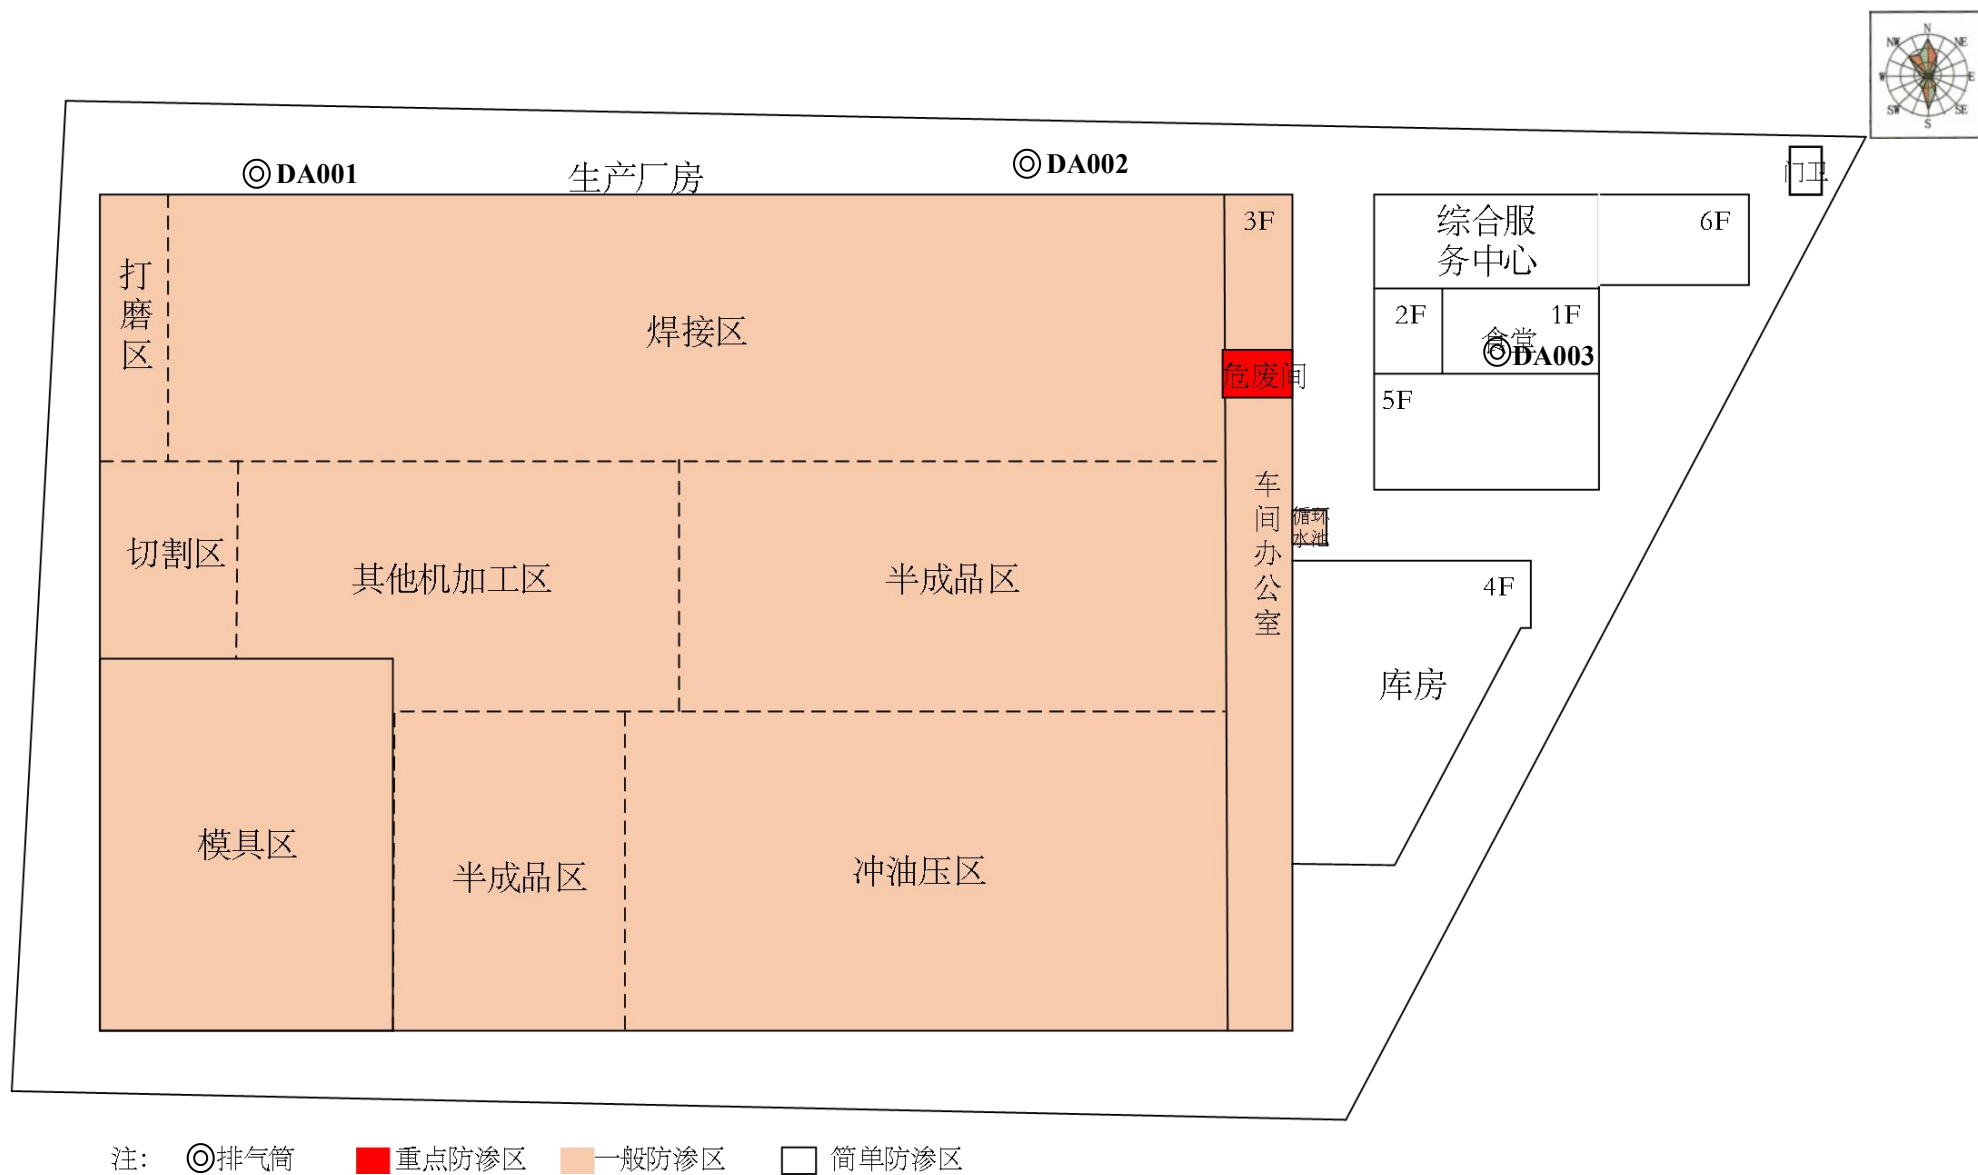 N
NW
NE
W
E
SW
SE
S
DA001
生产厂房
DA002
门卫
3F
综合服
务中心
6F
打
磨
区
焊接区
2F
1F
食堂
DA003
危废间
5F
车
间
办
公
室
循环
水池
切割区
其他机加工区
半成品区
4F
库房
模具区
半成品区
冲油压区
注：
排气筒
重点防渗区
一般防渗区
简单防渗区